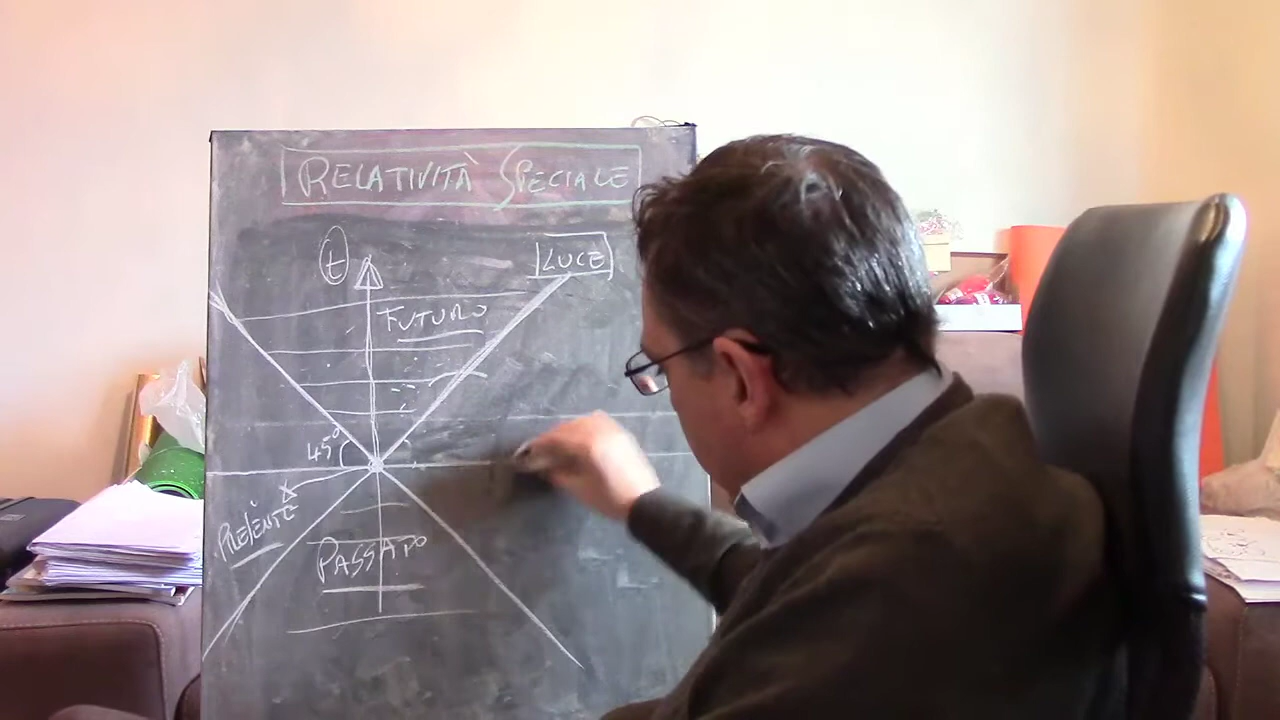 RELATIVITÀ SPECIALE
t
LUCE
FUTURO
45°
PRESENTE
PASSATO